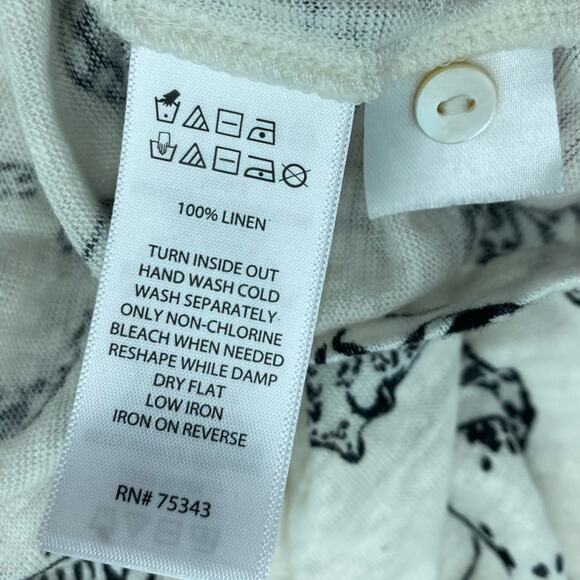 100% LINEN
TURN INSIDE OUT
HAND WASH COLD
WASH SEPARATELY
ONLY NON-CHLORINE
BLEACH WHEN NEEDED
RESHAPE WHILE DAMP
DRY FLAT
LOW IRON
IRON ON REVERSE
RN# 75343